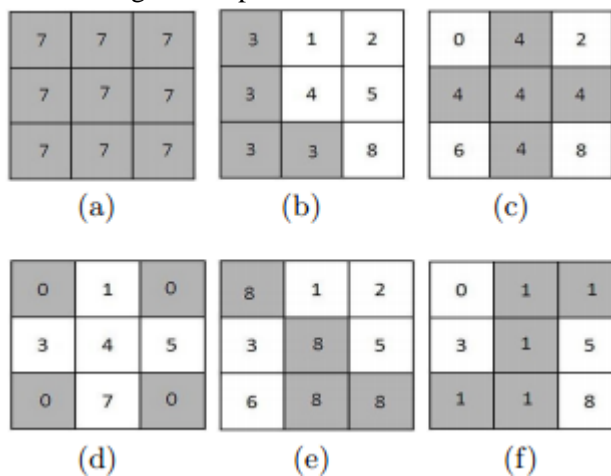 7 7 7 3 1 2 0 4 2
7 7 7 3 4 5 4 4 4
7 7 7 3 3 8 6 4 8
(a) (b) (c)
0 1 0 8 1 2 0 1 1
3 4 5 3 8 5 3 1 5
0 7 0 6 8 8 1 1 8
(d) (e) (f)